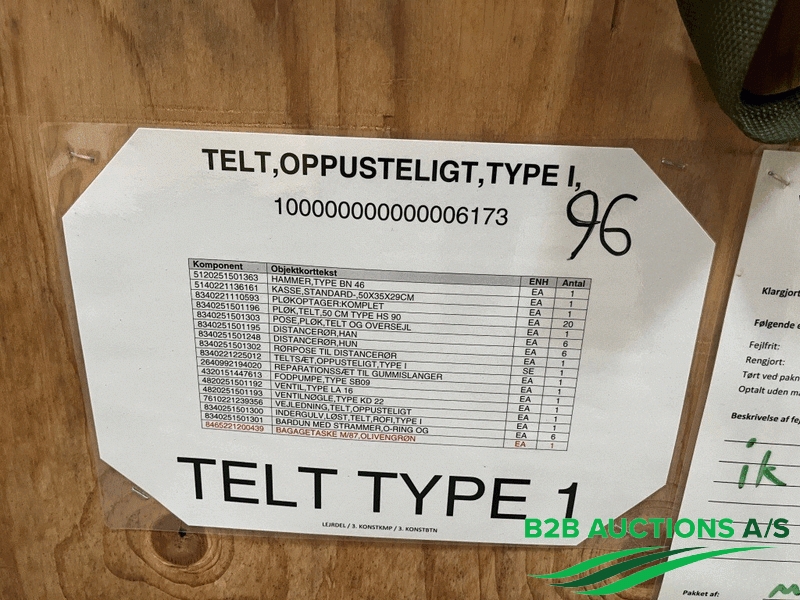 TELT,OPPUSTELIGT,TYPE I,
100000000000006173
96
Komponent Objektkorttekst ENH Antal
5120251501363 HAMMER,TYPE BN 46 EA 1
5140221136161 KASSE,STANDARD-,50X35X29CM EA 1
8340221110593 PLØKOPTAGER:KOMPLET EA 1
8340251501196 PLØK,TELT,50 CM TYPE HS 90 EA 20
8340251501303 POSE,PLØK,TELT OG OVERSEJL EA 1
8340251501195 DISTANCERØR,HAN EA 6
8340251501248 DISTANCERØR,HUN EA 6
8340251501302 RØRPOSE TIL DISTANCERØR EA 1
8340221225012 TELTSÆT,OPPUSTELIGT,TYPE I EA 1
2640992194020 REPARATIONSSÆT TIL GUMMISLANGER SE 1
4320151447613 FODPUMPE,TYPE SB09 EA 1
4820251501192 VENTIL,TYPE LA 16 EA 1
4820251501193 VENTILNØGLE,TYPE KD 22 EA 1
7610221239356 VEJLEDNING,TELT,OPPUSTELIGT EA 1
8340251501300 INDERGULV,LØST,TELT,RØFI,TYPE I EA 1
8340251501301 BARDUN MED STRAMMER,O-RING OG EA 6
8465221200439 BAGAGETASKE M/87,OLIVENGRØN EA 1
TELT TYPE 1
LEJRDEL / 3. KONSTKMP / 3. KONSTBTN
Klargjort
Følgende e
Fejlfrit:
Rengjort:
Tørt ved pakn
Optalt uden ma
Beskrivelse af fej
ik
Pakket af:
B2B AUCTIONS A/S